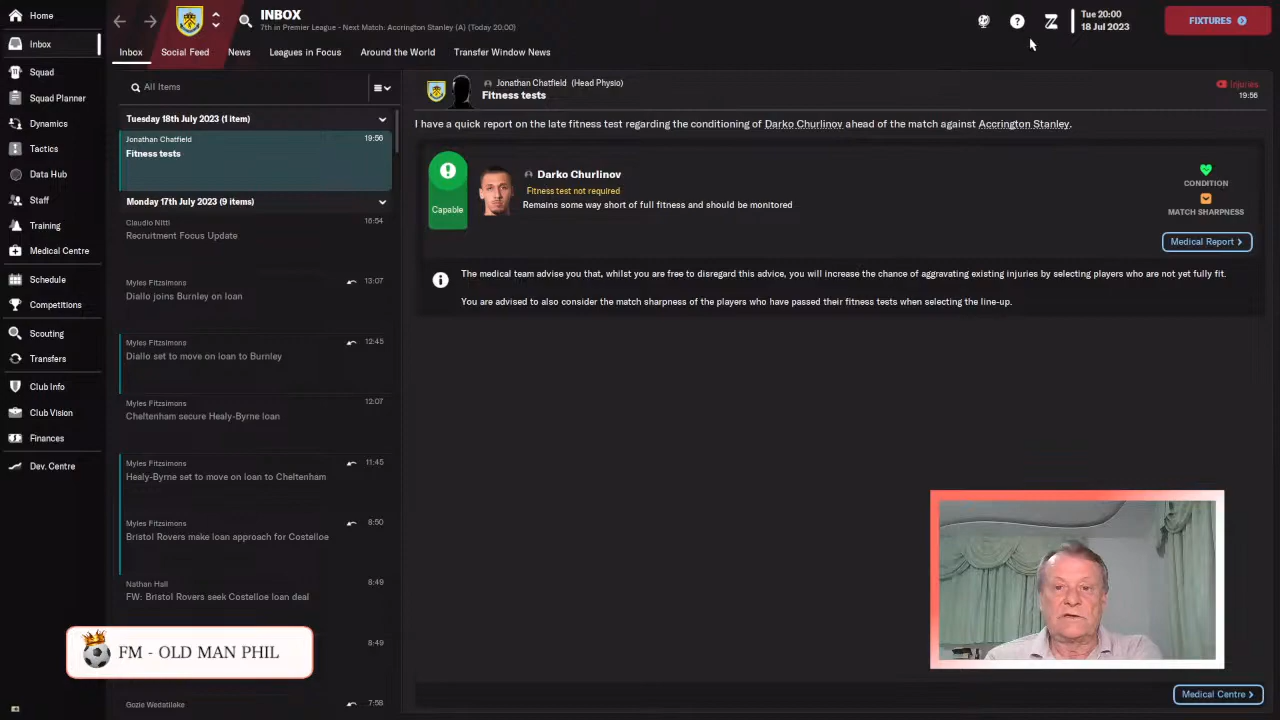 Home
Inbox
Squad
Squad Planner
Dynamics
Tactics
Data Hub
Staff
Training
Medical Centre
Schedule
Competitions
Scouting
Transfers
Club Info
Club Vision
Finances
Dev. Centre
INBOX
7th in Premier League - Next Match: Accrington Stanley (A) (Today 20.00)
Tue 20:00
18 Jul 2023
FIXTURES
Inbox Social Feed News Leagues in Focus Around the World Transfer Window News
All Items
Tuesday 18th July 2023 (1 item)
Jonathan Chatfield 19:56
Fitness tests
Monday 17th July 2023 (9 items)
Claudio Nitti 16:54
Recruitment Focus Update
Myles Fitzsimons 13:07
Diallo joins Burnley on loan
Myles Fitzsimons 12:45
Diallo set to move on loan to Burnley
Myles Fitzsimons 12:07
Cheltenham secure Healy-Byrne loan
Myles Fitzsimons 11:45
Healy-Byrne set to move on loan to Cheltenham
Myles Fitzsimons 8:50
Bristol Rovers make loan approach for Costelloe
Nathan Hall 8:49
FW: Bristol Rovers seek Costelloe loan deal
8:49
Gozie Wedatilake 7:58
Jonathan Chatfield (Head Physio)
Fitness tests
Injuries
19:56
I have a quick report on the late fitness test regarding the conditioning of Darko Churlinov ahead of the match against Accrington Stanley.
Capable
Darko Churlinov
Fitness test not required
Remains some way short of full fitness and should be monitored
CONDITION
MATCH SHARPNESS
Medical Report
The medical team advise you that, whilst you are free to disregard this advice, you will increase the chance of aggravating existing injuries by selecting players who are not yet fully fit.
You are advised to also consider the match sharpness of the players who have passed their fitness tests when selecting the line-up.
FM - OLD MAN PHIL
Medical Centre